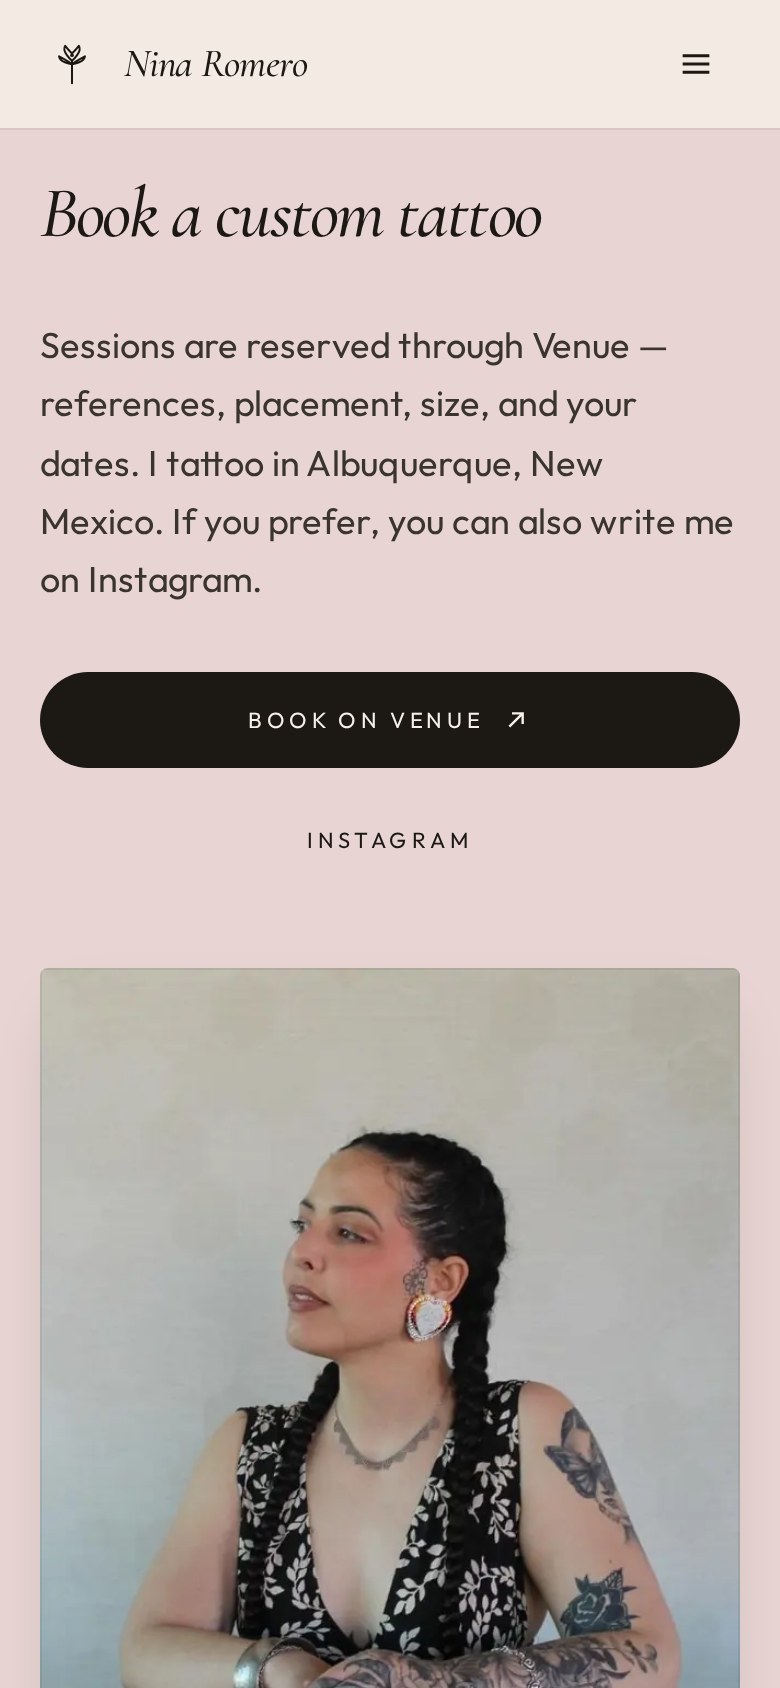 Nina Romero
Book a custom tattoo
Sessions are reserved through Venue —
references, placement, size, and your
dates. I tattoo in Albuquerque, New
Mexico. If you prefer, you can also write me
on Instagram.
BOOK ON VENUE
INSTAGRAM